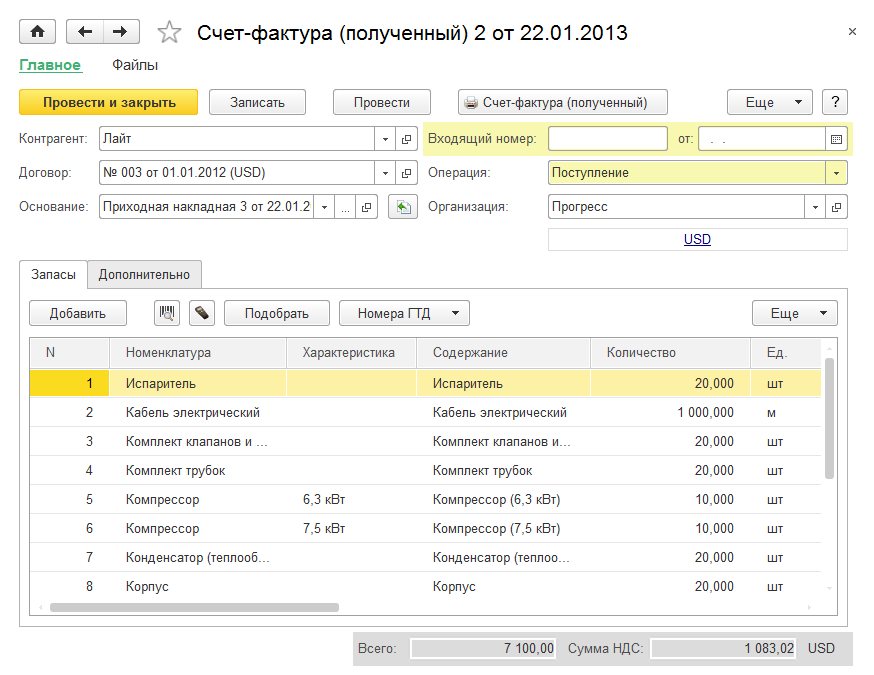 Счет-фактура (полученный) 2 от 22.01.2013
Главное Файлы
Провести и закрыть Записать Провести Счет-фактура (полученный) Еще ?
Контрагент: Лайт Входящий номер: от: . .
Договор: № 003 от 01.01.2012 (USD) Операция: Поступление
Основание: Приходная накладная 3 от 22.01.2 ... Организация: Прогресс
USD
Запасы Дополнительно
Добавить Подобрать Номера ГТД Еще
N Номенклатура Характеристика Содержание Количество Ед.
1 Испаритель Испаритель 20,000 шт
2 Кабель электрический Кабель электрический 1 000,000 м
3 Комплект клапанов и ... Комплект клапанов и... 20,000 шт
4 Комплект трубок Комплект трубок 20,000 шт
5 Компрессор 6,3 кВт Компрессор (6,3 кВт) 10,000 шт
6 Компрессор 7,5 кВт Компрессор (7,5 кВт) 10,000 шт
7 Конденсатор (теплооб... Конденсатор (теплоо... 20,000 шт
8 Корпус Корпус 20,000 шт
Всего: 7 100,00 Сумма НДС: 1 083,02 USD